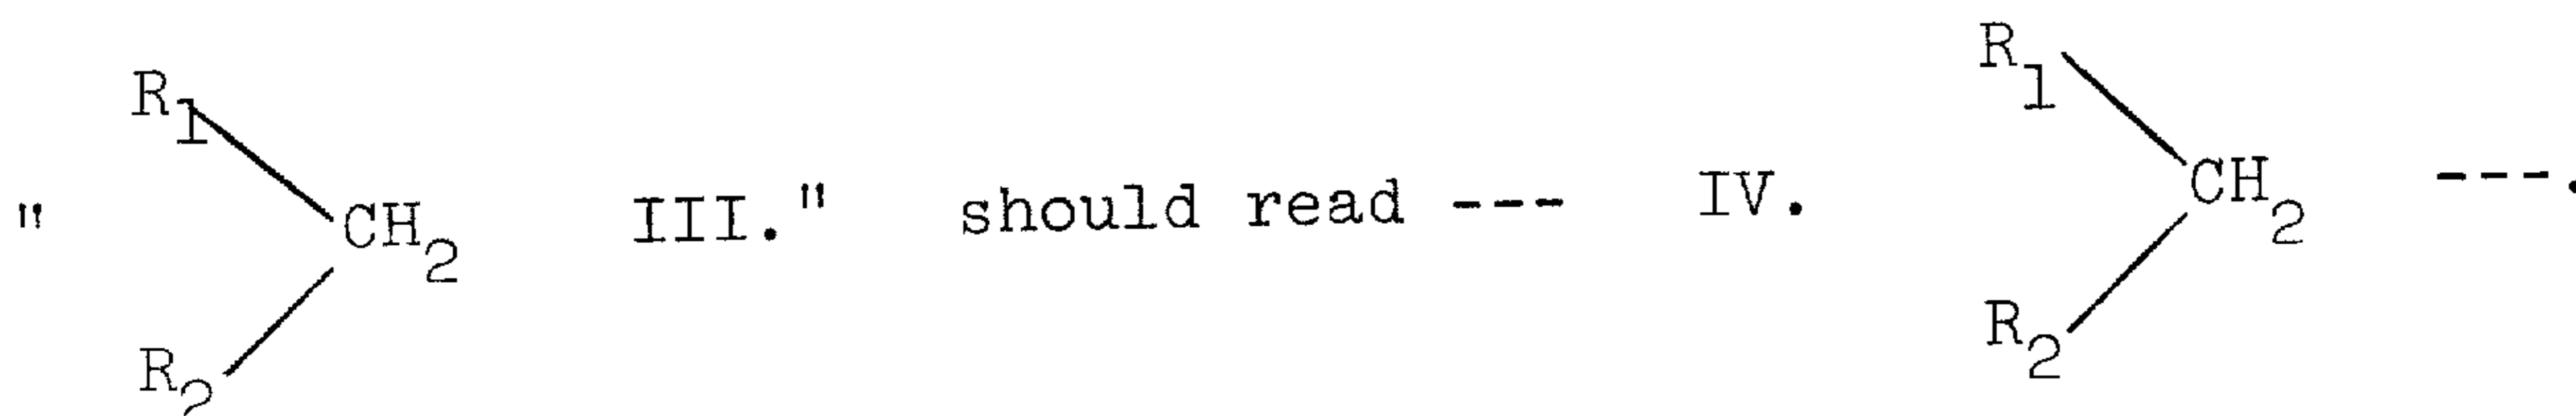 R1 R1
" CH2 III." should read --- IV. CH2 ---.
R2 R2